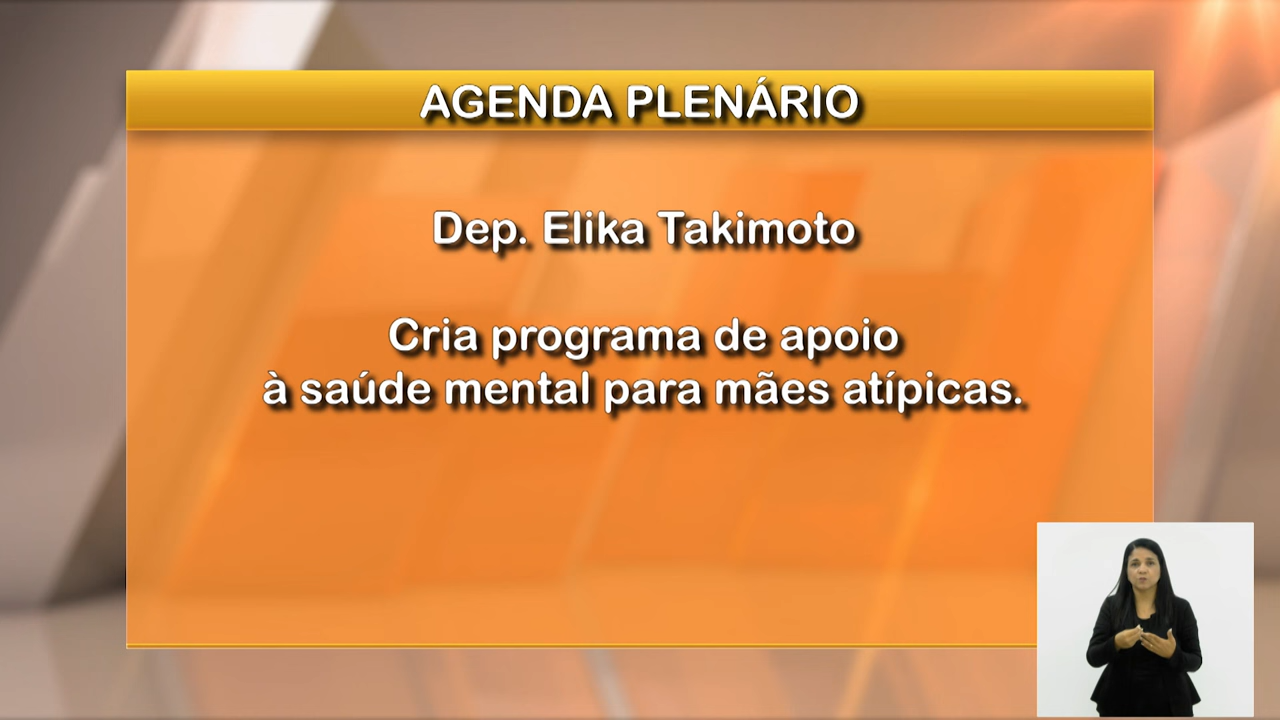 AGENDA PLENÁRIO
Dep. Elika Takimoto
Cria programa de apoio
à saúde mental para mães atípicas.